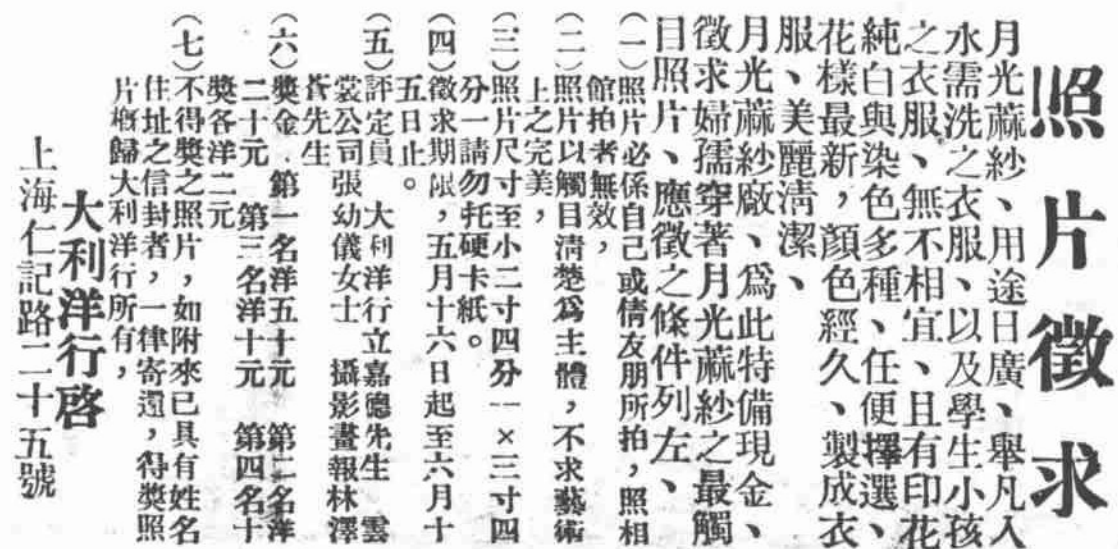 照片徵求
月光蔴紗、用途日廣、舉凡入
水需洗之衣服、以及學生小孩
之衣服、無不相宜、且有印花
純白與染色多種、任便擇選、
花樣最新，顏色經久、製成衣
服、美麗清潔、
月光蔴紗廠、爲此特備現金、
徵求婦孺穿著月光蔴紗之最觸
目照片、應徵之條件列左、
(一)照片必係自己或倩友朋所拍，照相
館拍者無效，
(二)照片以觸目清楚爲主體，不求藝術
上之完美，
(三)照片尺寸至小二寸四分一×三寸四
分一請勿托硬卡紙。
(四)徵求期限，五月十六日起至六月十
五日止。
(五)評定員 大利洋行立嘉德先生 雲
裳公司張幼儀女士 攝影畫報林澤
蒼先生
(六)獎金．第一名洋五十元 第二名洋
二十元 第三名洋十元 第四名十
獎各洋二元
(七)不得獎之照片，如附來已具有姓名
住址之信封者，一律寄還，得獎照
片概歸大利洋行所有，
大利洋行啓
上海仁記路二十五號